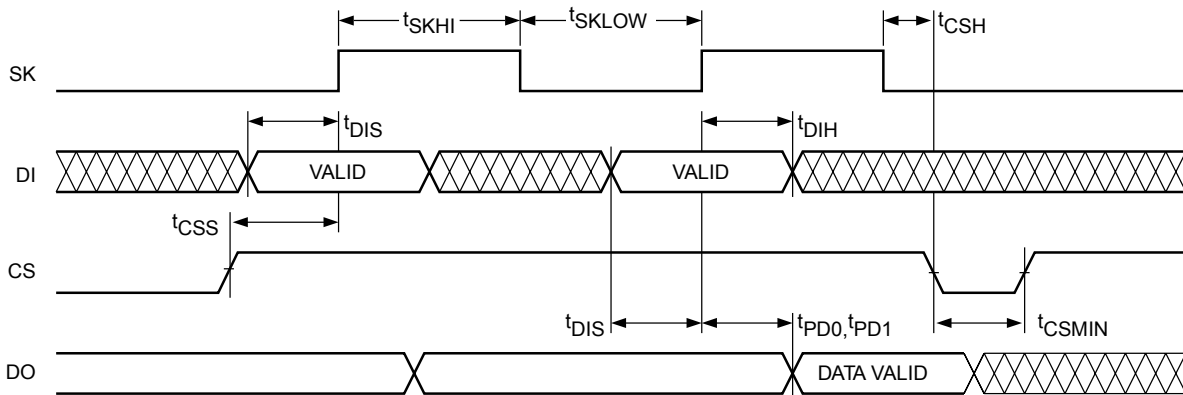 tSKHI
tSKLOW
tCSH
SK
tDIS
tDIH
DI
VALID
VALID
tCSS
CS
tDIS
tPD0,tPD1
tCSMIN
DO
DATA VALID